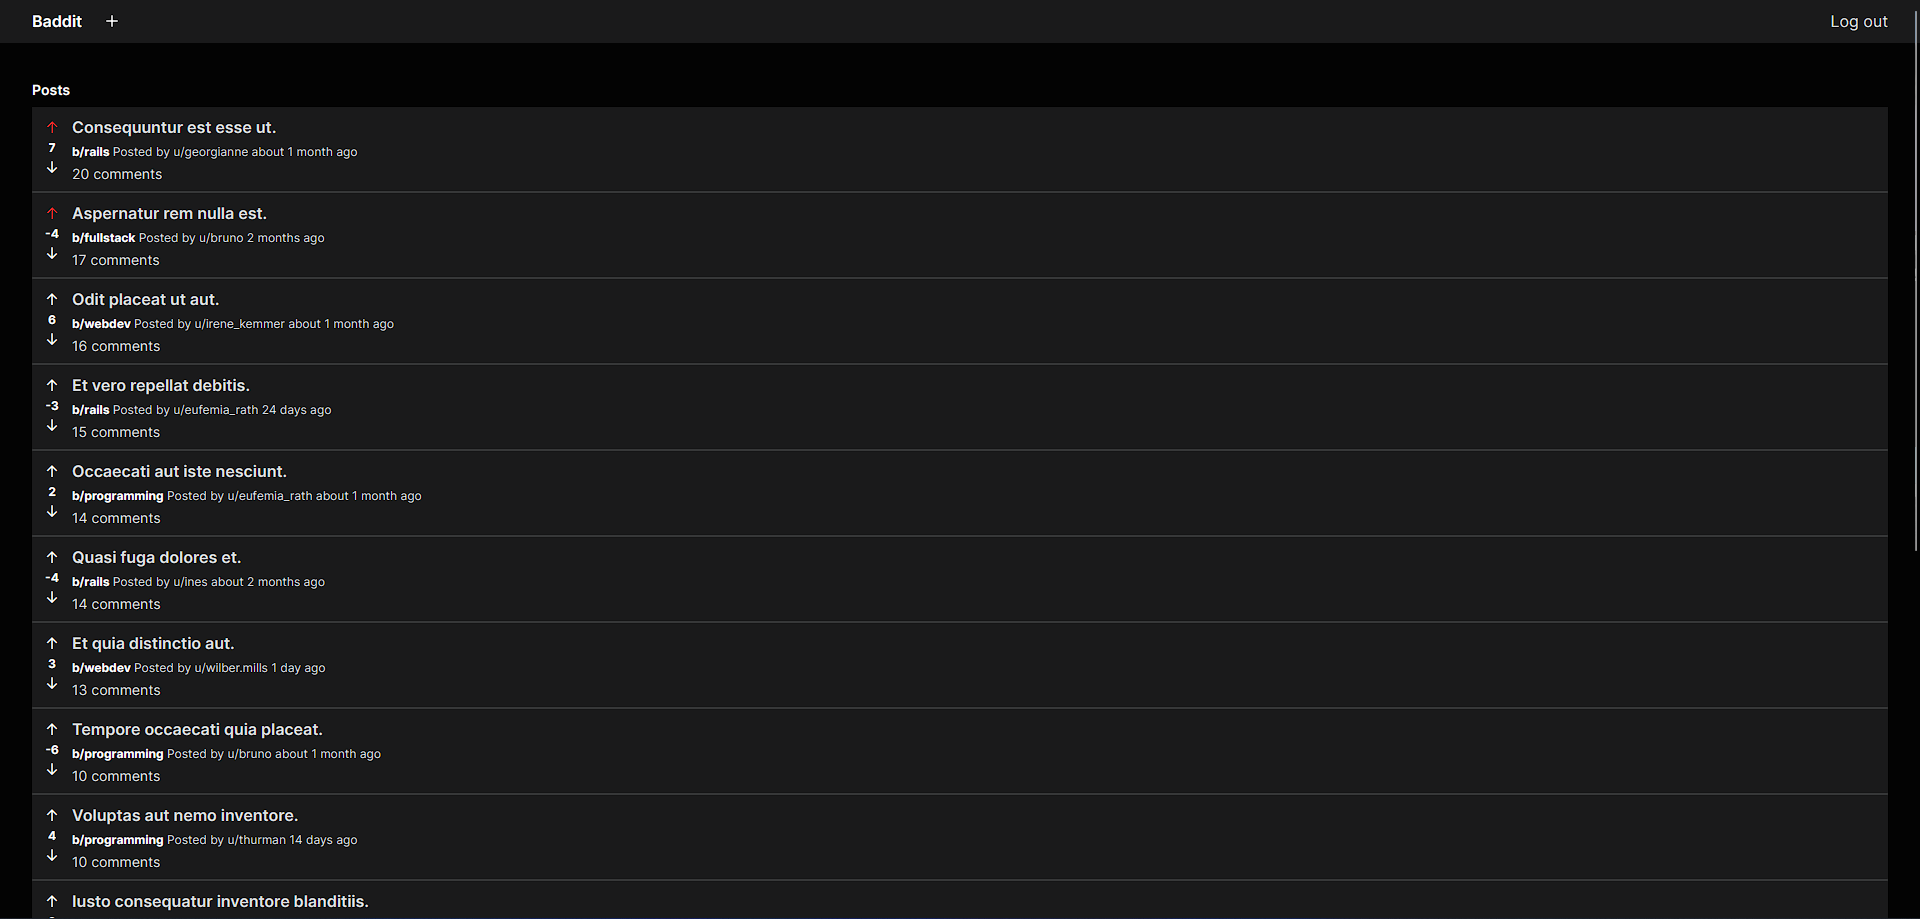 Baddit + Log out
Posts
Consequuntur est esse ut.
7
b/rails Posted by u/georgianne about 1 month ago
20 comments
Aspernatur rem nulla est.
-4
b/fullstack Posted by u/bruno 2 months ago
17 comments
Odit placeat ut aut.
6
b/webdev Posted by u/irene_kemmer about 1 month ago
16 comments
Et vero repellat debitis.
-3
b/rails Posted by u/eufemia_rath 24 days ago
15 comments
Occaecati aut iste nesciunt.
2
b/programming Posted by u/eufemia_rath about 1 month ago
14 comments
Quasi fuga dolores et.
-4
b/rails Posted by u/ines about 2 months ago
14 comments
Et quia distinctio aut.
3
b/webdev Posted by u/wilber.mills 1 day ago
13 comments
Tempore occaecati quia placeat.
-6
b/programming Posted by u/bruno about 1 month ago
10 comments
Voluptas aut nemo inventore.
4
b/programming Posted by u/thurman 14 days ago
10 comments
Iusto consequatur inventore blanditiis.